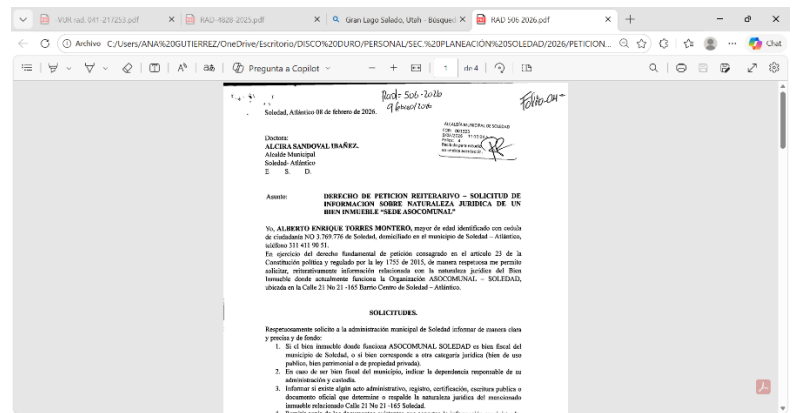 VUR rad. 041-217253.pdf
RAD-4828-2025.pdf
Gran Lago Salado, Utah - Búsqued
RAD 506 2026.pdf
Archivo C:/Users/ANA%20GUTIERREZ/OneDrive/Escritorio/DISCO%20DURO/PERSONAL/SEC.%20PLANEACIÓN%20SOLEDAD/2026/PETICION...
Chat
Pregunta a Copilot
1 de 4
Rad= 506-2026
9 febrero/2026
Folio-04-
Soledad, Atlántico 08 de febrero de 2026.
ALCALDÍA MUNICIPAL DE SOLEDAD
Doctora:
ALCIRA SANDOVAL IBAÑEZ.
Alcalde Municipal
Soledad- Atlántico
E S. D.
Asunto: DERECHO DE PETICION REITERARIVO – SOLICITUD DE
INFORMACION SOBRE NATURALEZA JURIDICA DE UN
BIEN INMUEBLE “SEDE ASOCOMUNAL”
Yo, ALBERTO ENRIQUE TORRES MONTERO, mayor de edad identificado con cedula
de ciudadanía NO 3.769.776 de Soledad, domiciliado en el municipio de Soledad – Atlántico,
teléfono 311 411 90 51.
En ejercicio del derecho fundamental de petición consagrado en el artículo 23 de la
Constitución política y regulado por la ley 1755 de 2015, de manera respetuosa me permito
solicitar, reiterativamente información relacionada con la naturaleza jurídica del Bien
Inmueble donde actualmente funciona la Organización ASOCOMUNAL – SOLEDAD,
ubicada en la Calle 21 No 21 -165 Barrio Centro de Soledad – Atlántico.
SOLICITUDES.
Respetuosamente solicito a la administración municipal de Soledad informar de manera clara
y precisa y de fondo:
1. Si el bien inmueble donde funciona ASOCOMUNAL SOLEDAD es bien fiscal del
municipio de Soledad, o si bien corresponde a otra categoría jurídica (bien de uso
publico, bien patrimonial o de propiedad privada).
2. En caso de ser bien fiscal del municipio, indicar la dependencia responsable de su
administración y custodia.
3. Informar si existe algún acto administrativo, registro, certificación, escritura publica o
documento oficial que determine o respalde la naturaleza jurídica del mencionado
inmueble relacionado Calle 21 No 21 -165 Soledad.